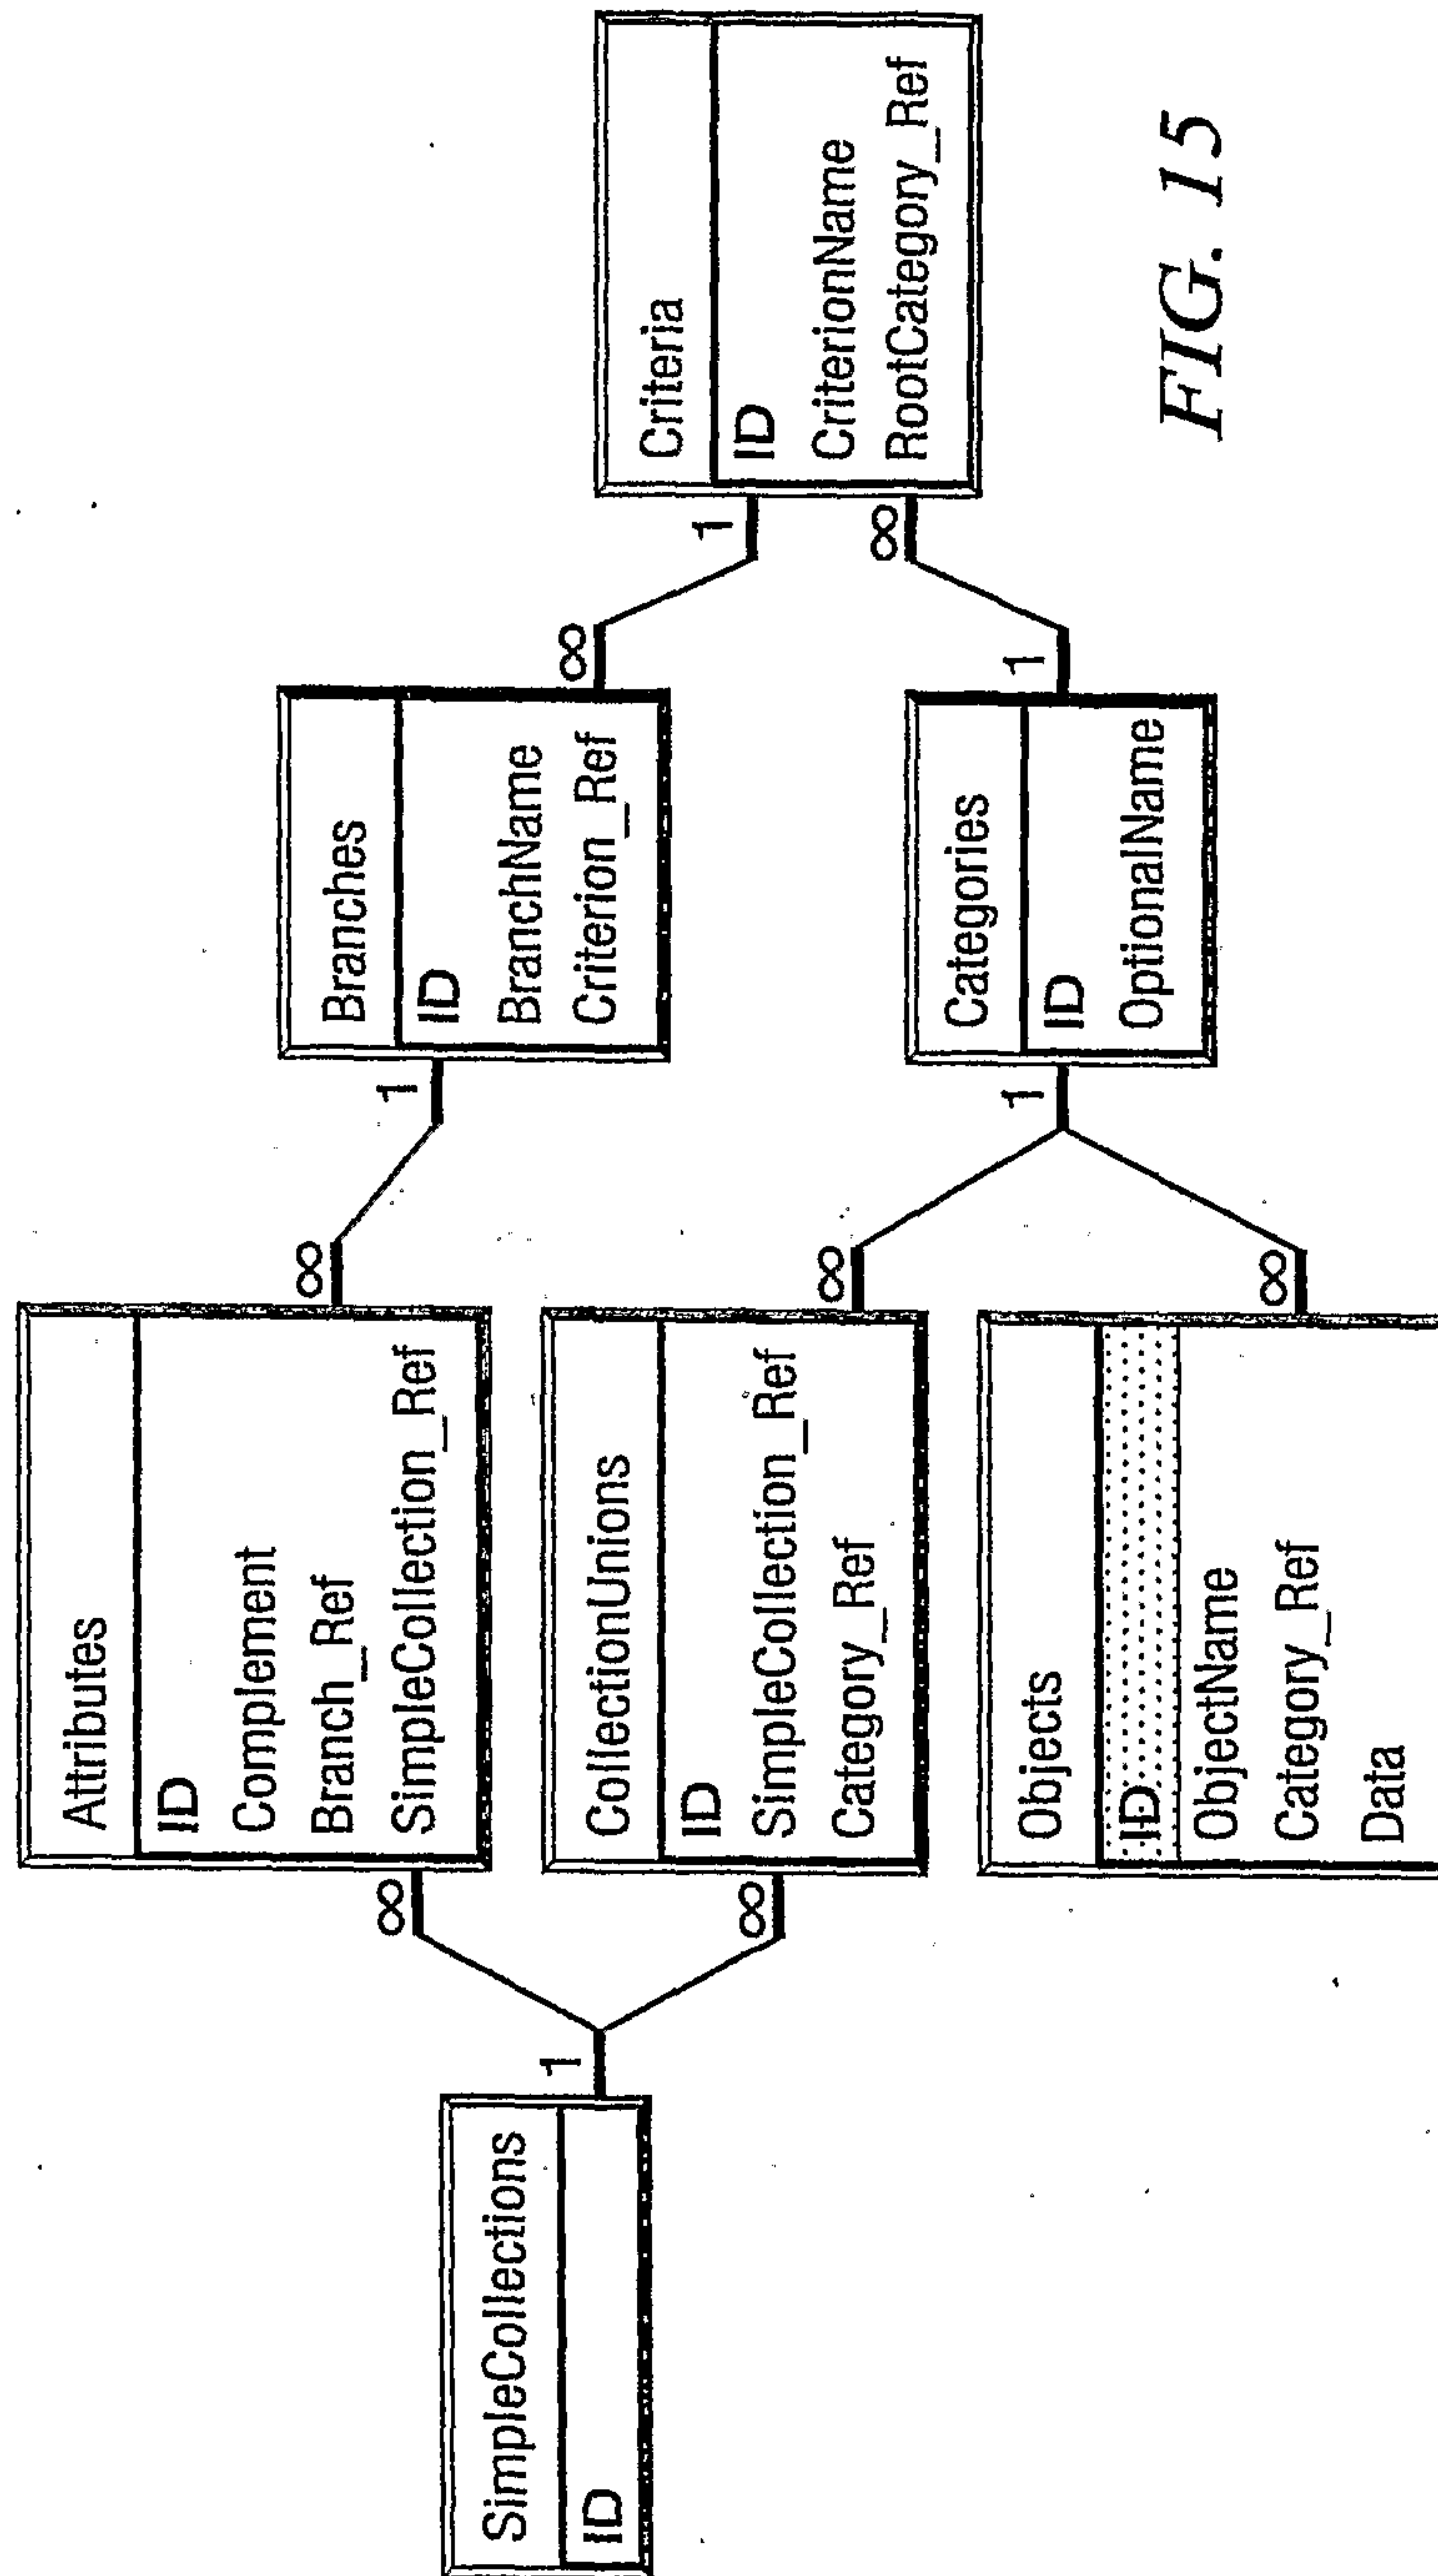 SimpleCollections
ID
1
∞
∞
Attributes
ID
Complement
Branch_Ref
SimpleCollection_Ref
∞
CollectionUnions
ID
SimpleCollection_Ref
Category_Ref
∞
Objects
ID
ObjectName
Category_Ref
Data
∞
1
Branches
ID
BranchName
Criterion_Ref
∞
1
Categories
ID
OptionalName
1
1
∞
Criteria
ID
CriterionName
RootCategory_Ref
FIG. 15